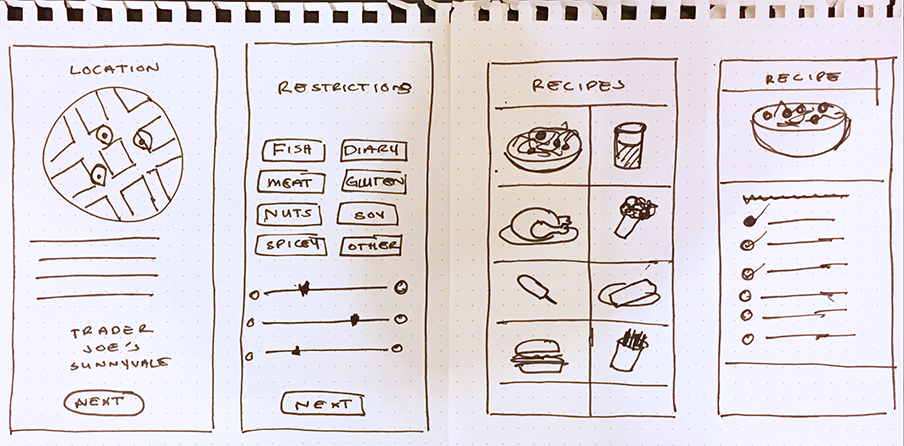 LOCATION
TRADER
JOE'S
SUNNYVALE
NEXT
RESTRICTIONS
FISH
DIARY
MEAT
GLUTEN
NUTS
SOY
SPICEY
OTHER
NEXT
RECIPES
RECIPE